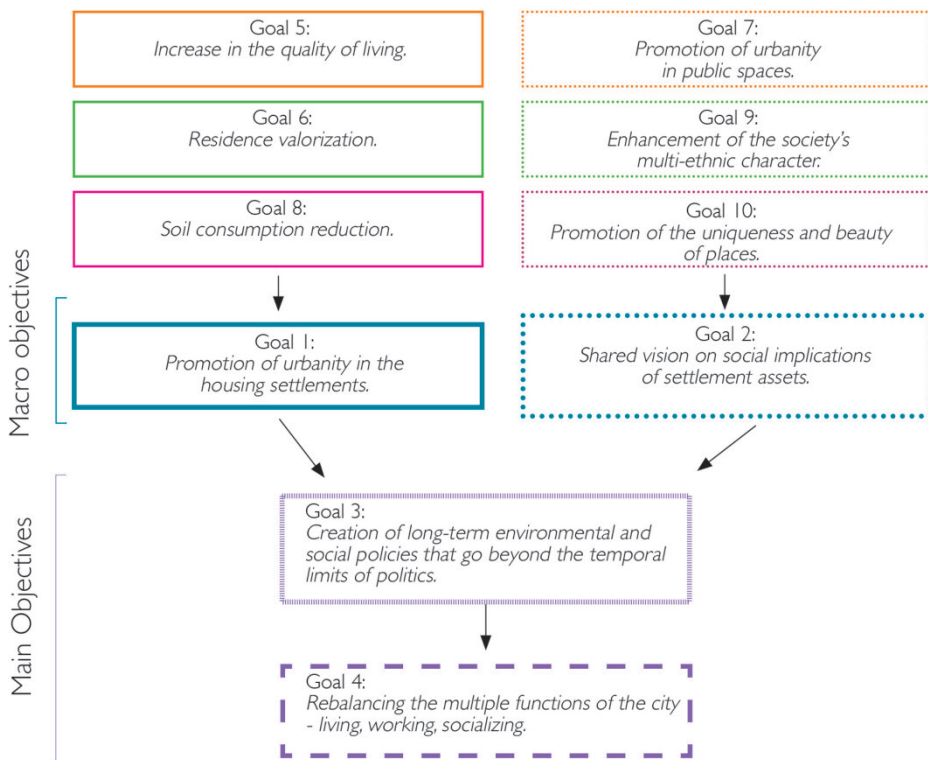 Goal 5:
Increase in the quality of living.
Goal 6:
Residence valorization.
Goal 8:
Soil consumption reduction.
Goal 7:
Promotion of urbanity
in public spaces.
Goal 9:
Enhancement of the society's
multi-ethnic character.
Goal 10:
Promotion of the uniqueness and beauty
of places.
Macro objectives
Goal 1:
Promotion of urbanity in the
housing settlements.
Goal 2:
Shared vision on social implications
of settlement assets.
Main Objectives
Goal 3:
Creation of long-term environmental and
social policies that go beyond the temporal
limits of politics.
Goal 4:
Rebalancing the multiple functions of the city
- living, working, socializing.